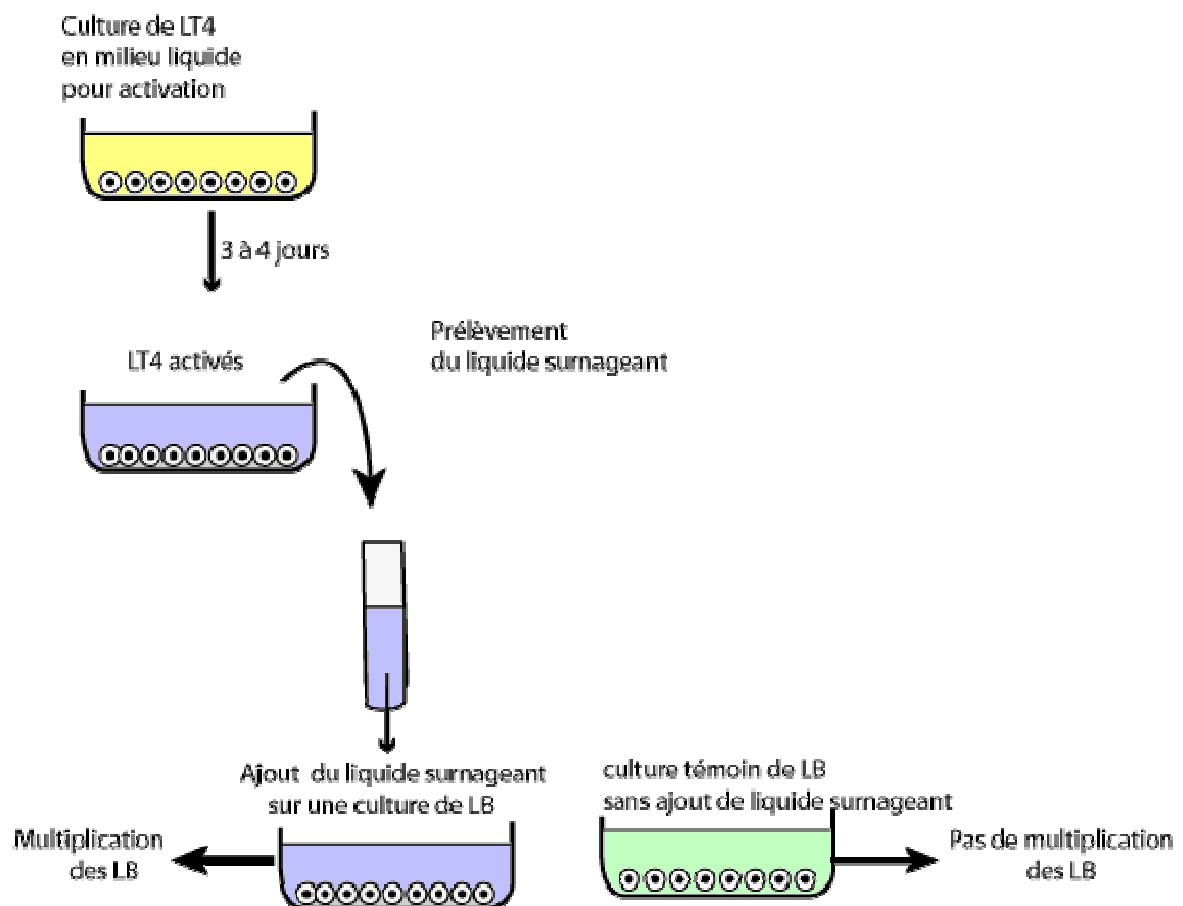 Culture de LT4
en milieu liquide
pour activation
3 à 4 jours
LT4 activés
Prélèvement
du liquide surnageant
Ajout du liquide surnageant
sur une culture de LB
culture témoin de LB
sans ajout de liquide surnageant
Multiplication
des LB
Pas de multiplication
des LB